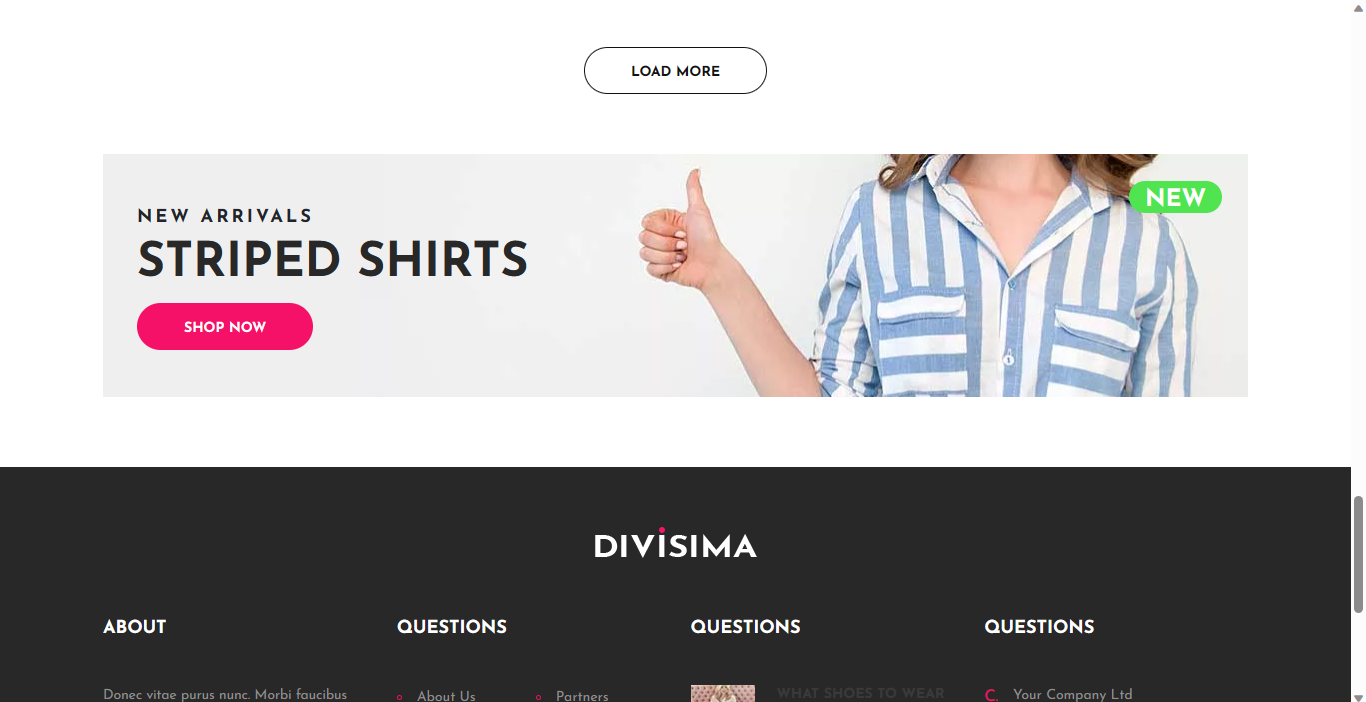 LOAD MORE
NEW ARRIVALS
STRIPED SHIRTS
SHOP NOW
NEW
DIVISIMA
ABOUT
QUESTIONS
QUESTIONS
QUESTIONS
Donec vitae purus nunc. Morbi faucibus
About Us
Partners
WHAT SHOES TO WEAR
C. Your Company Ltd